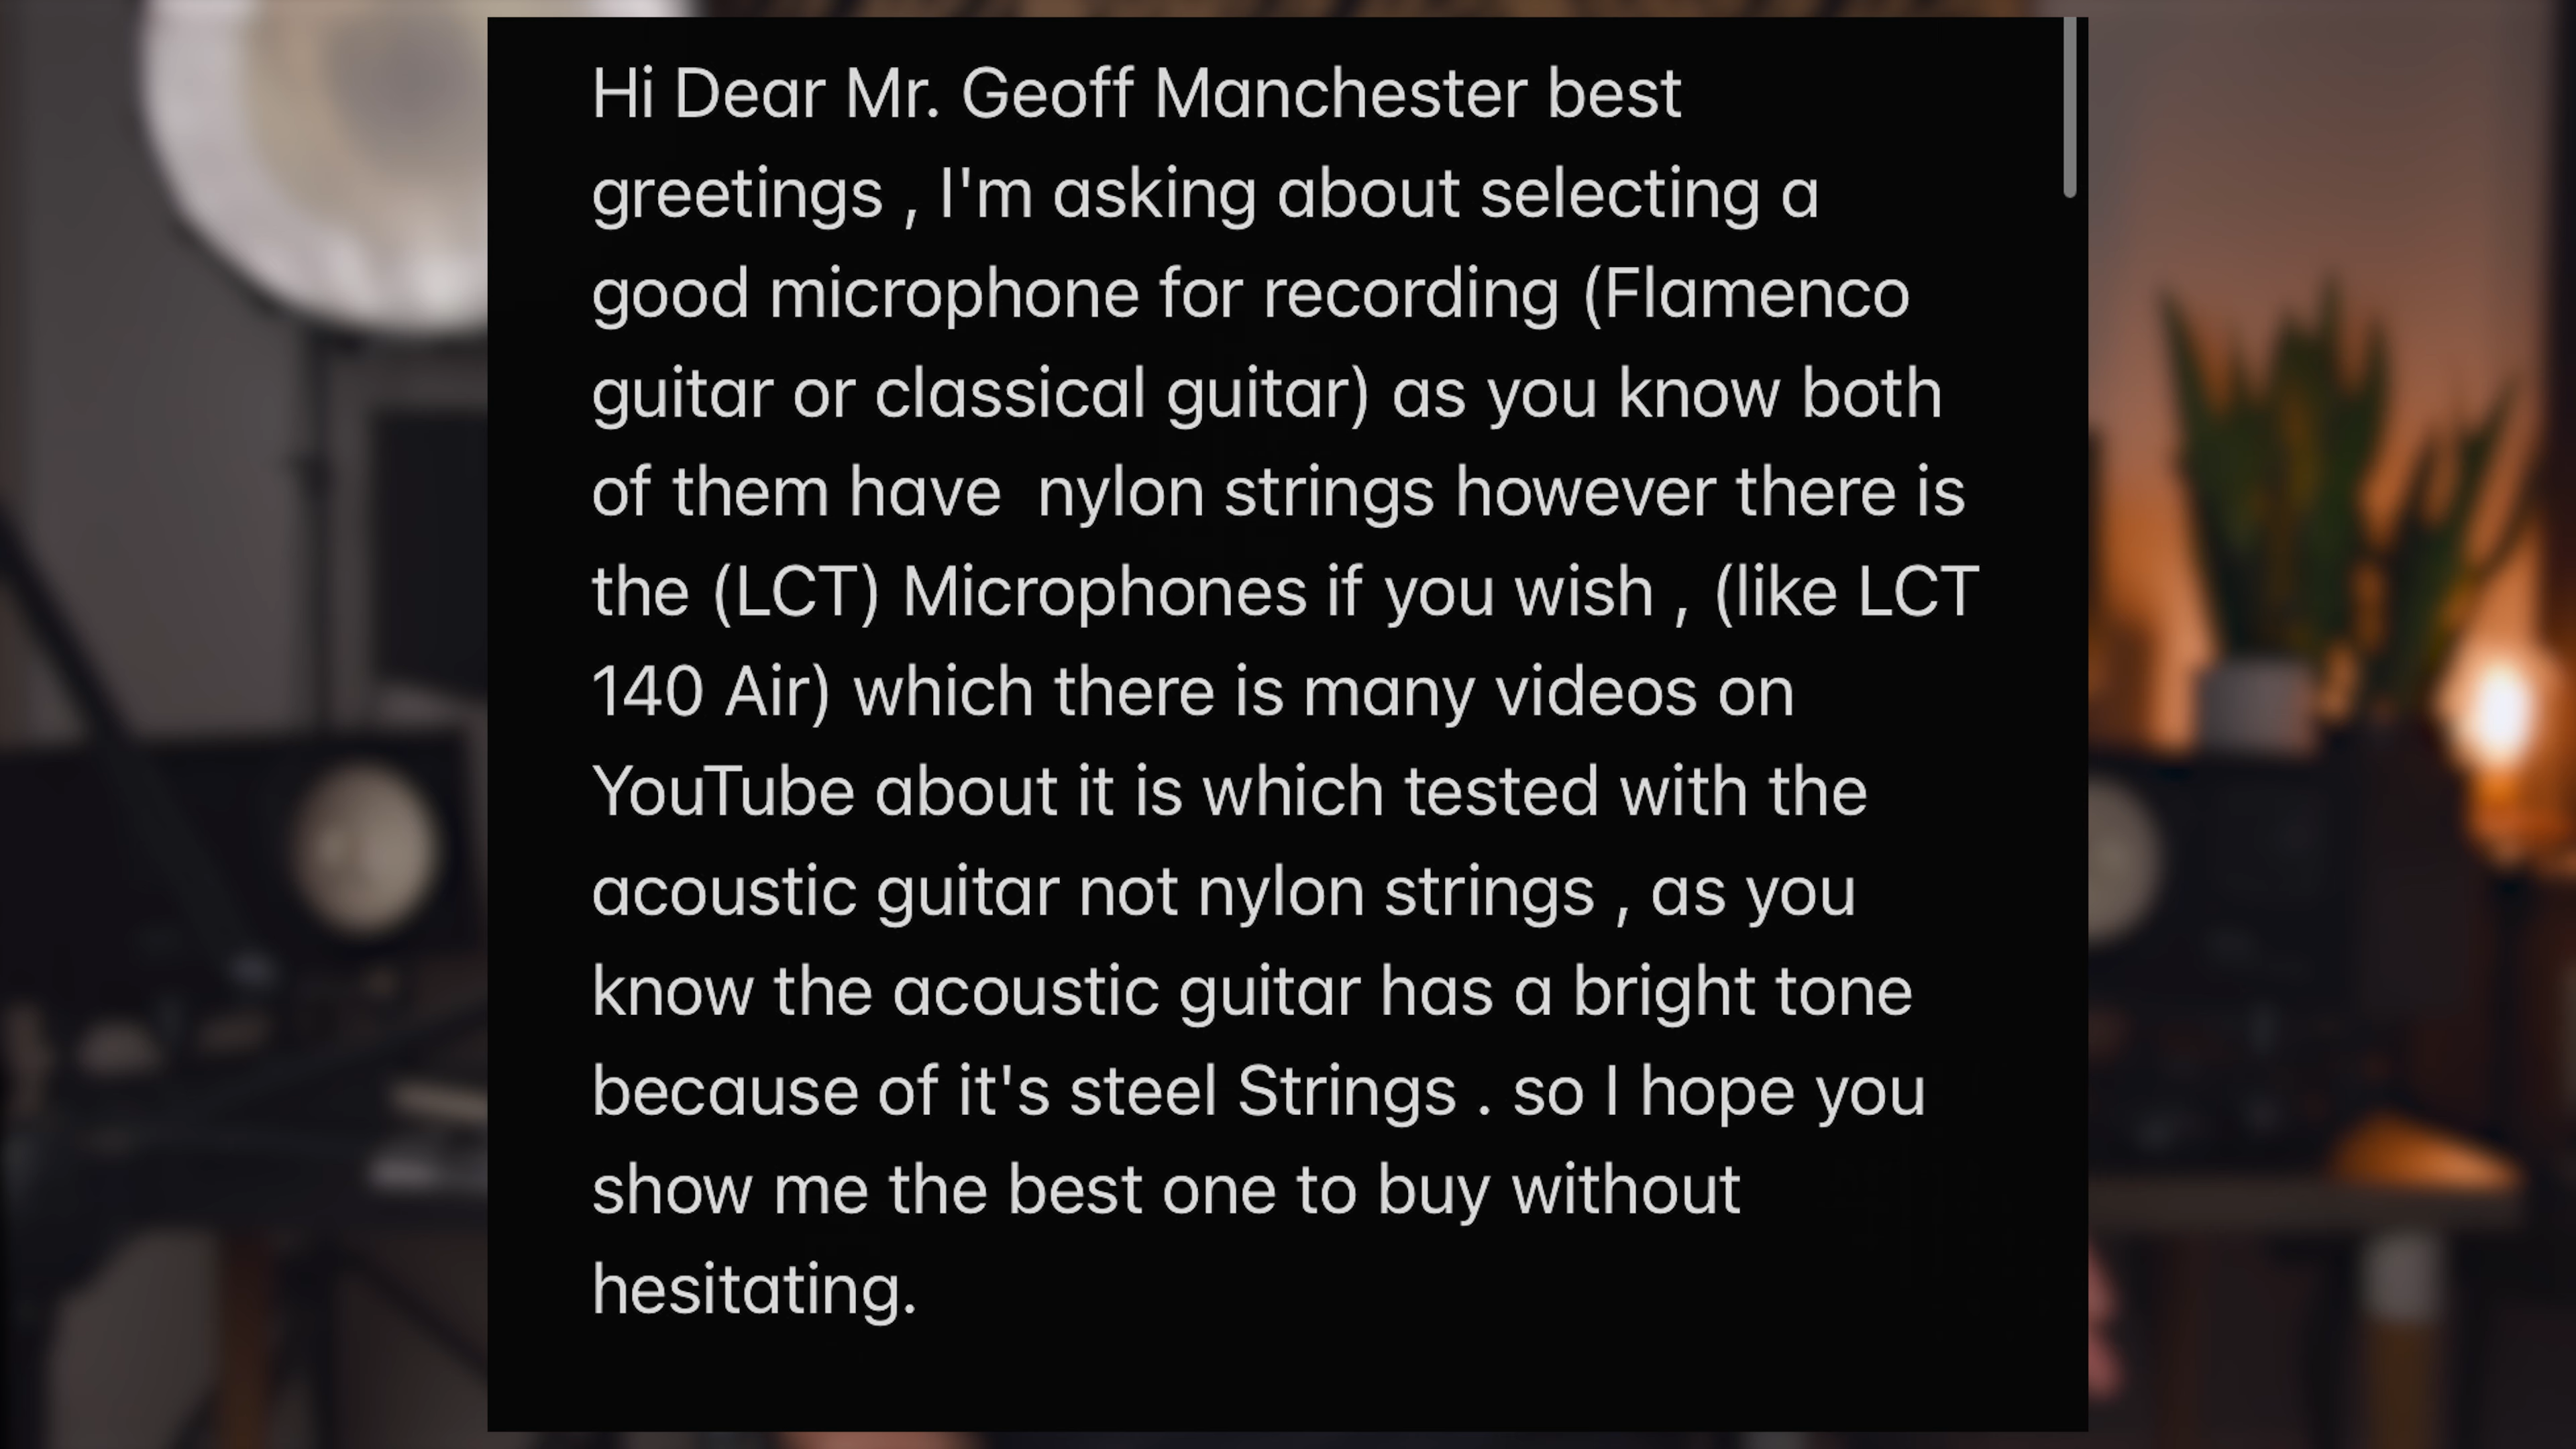 Hi Dear Mr. Geoff Manchester best
greetings , I'm asking about selecting a
good microphone for recording (Flamenco
guitar or classical guitar) as you know both
of them have  nylon strings however there is
the (LCT) Microphones if you wish , (like LCT
140 Air) which there is many videos on
YouTube about it is which tested with the
acoustic guitar not nylon strings , as you
know the acoustic guitar has a bright tone
because of it's steel Strings . so I hope you
show me the best one to buy without
hesitating.